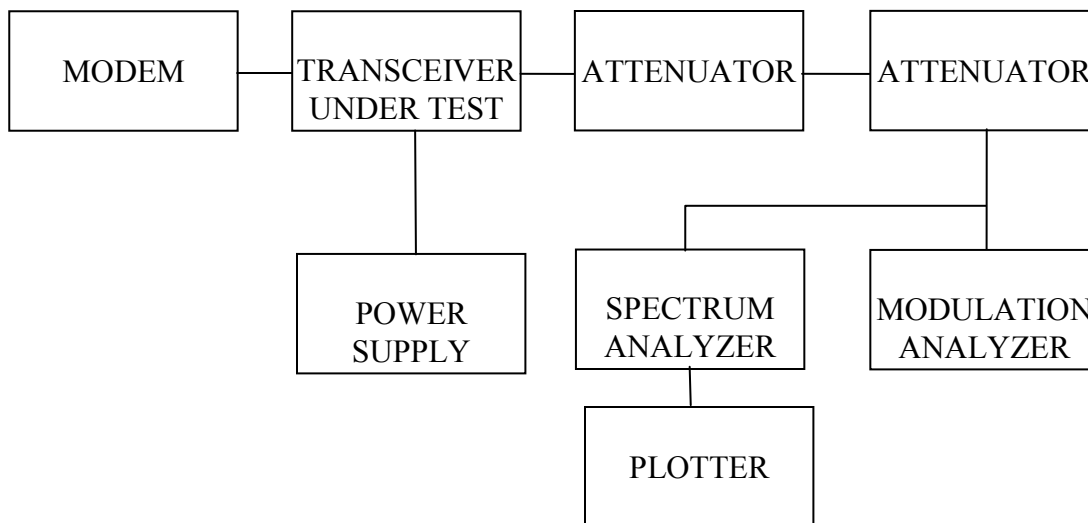 MODEM
TRANSCEIVER
UNDER TEST
ATTENUATOR
ATTENUATOR
POWER
SUPPLY
SPECTRUM
ANALYZER
MODULATION
ANALYZER
PLOTTER